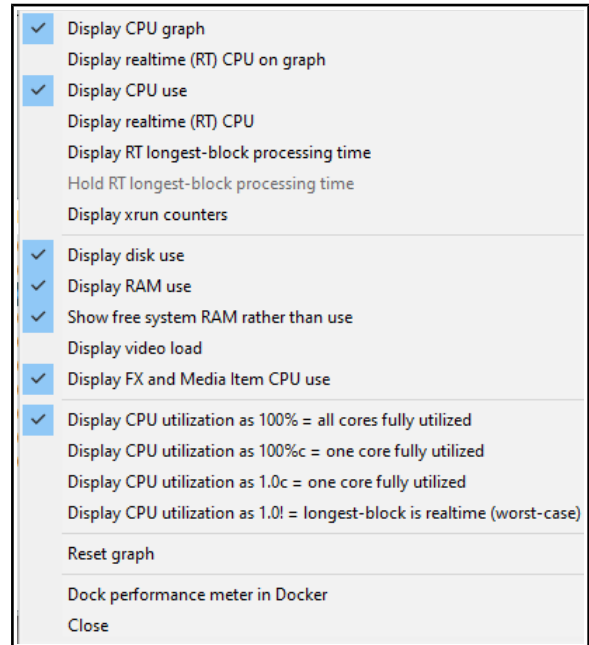 Display CPU graph
Display realtime (RT) CPU on graph
Display CPU use
Display realtime (RT) CPU
Display RT longest-block processing time
Hold RT longest-block processing time
Display xrun counters
Display disk use
Display RAM use
Show free system RAM rather than use
Display video load
Display FX and Media Item CPU use
Display CPU utilization as 100% = all cores fully utilized
Display CPU utilization as 100%c = one core fully utilized
Display CPU utilization as 1.0c = one core fully utilized
Display CPU utilization as 1.0! = longest-block is realtime (worst-case)
Reset graph
Dock performance meter in Docker
Close